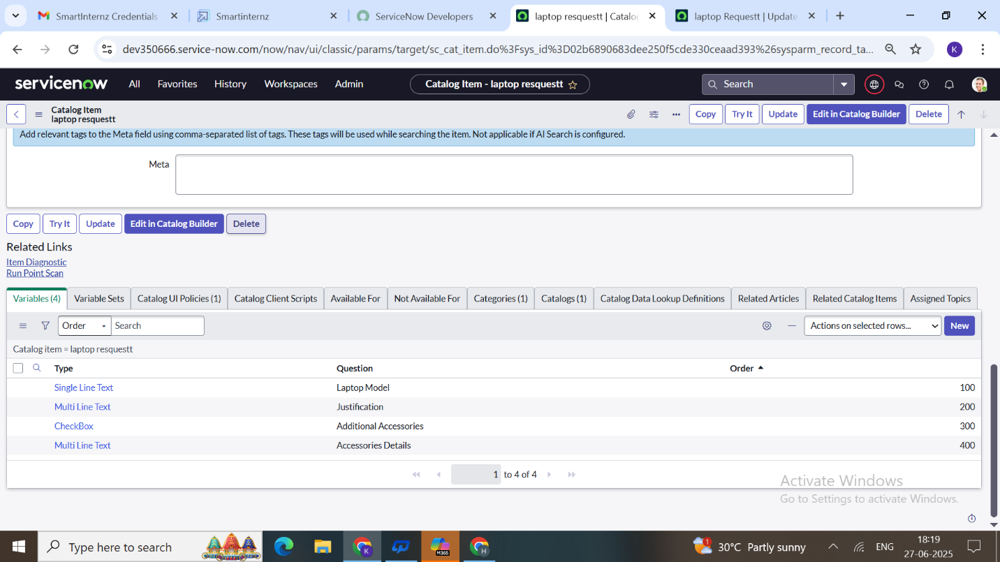 SmartInternz Credentials
Smartinternz
ServiceNow Developers
laptop resquestt | Catalog
laptop Requestt | Update
dev350666.service-now.com/now/nav/ui/classic/params/target/sc_cat_item.do%3Fsys_id%3D02b6890683dee250f5cde330ceaad393%26sysparm_record_ta...
K
servicenow
All
Favorites
History
Workspaces
Admin
Catalog Item - laptop resquestt
Search
Catalog Item
laptop resquestt
Copy
Try It
Update
Edit in Catalog Builder
Delete
Add relevant tags to the Meta field using comma-separated list of tags. These tags will be used while searching the item. Not applicable if AI Search is configured.
Meta
Copy
Try It
Update
Edit in Catalog Builder
Delete
Related Links
Item Diagnostic
Run Point Scan
Variables (4)
Variable Sets
Catalog UI Policies (1)
Catalog Client Scripts
Available For
Not Available For
Categories (1)
Catalogs (1)
Catalog Data Lookup Definitions
Related Articles
Related Catalog Items
Assigned Topics
Order
Search
Actions on selected rows...
New
Catalog item = laptop resquestt
Type Question Order
Single Line Text Laptop Model 100
Multi Line Text Justification 200
CheckBox Additional Accessories 300
Multi Line Text Accessories Details 400
1 to 4 of 4
Activate Windows
Go to Settings to activate Windows.
Type here to search
K
M365
H
1
30°C Partly sunny
ENG
18:19
27-06-2025